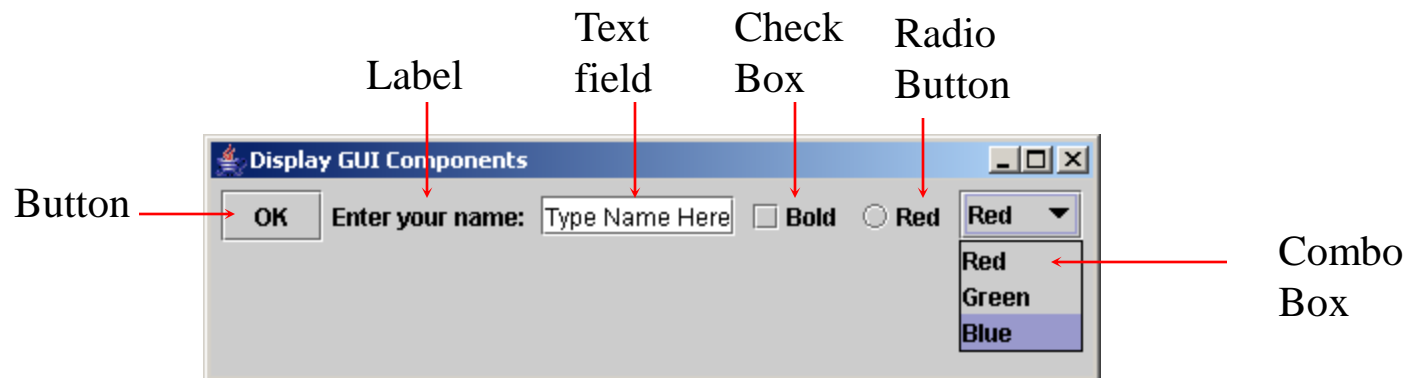 Text Check Radio
Label field Box Button
Display GUI Components
Button OK Enter your name: Type Name Here Bold Red Red
Red
Green
Blue
Combo
Box